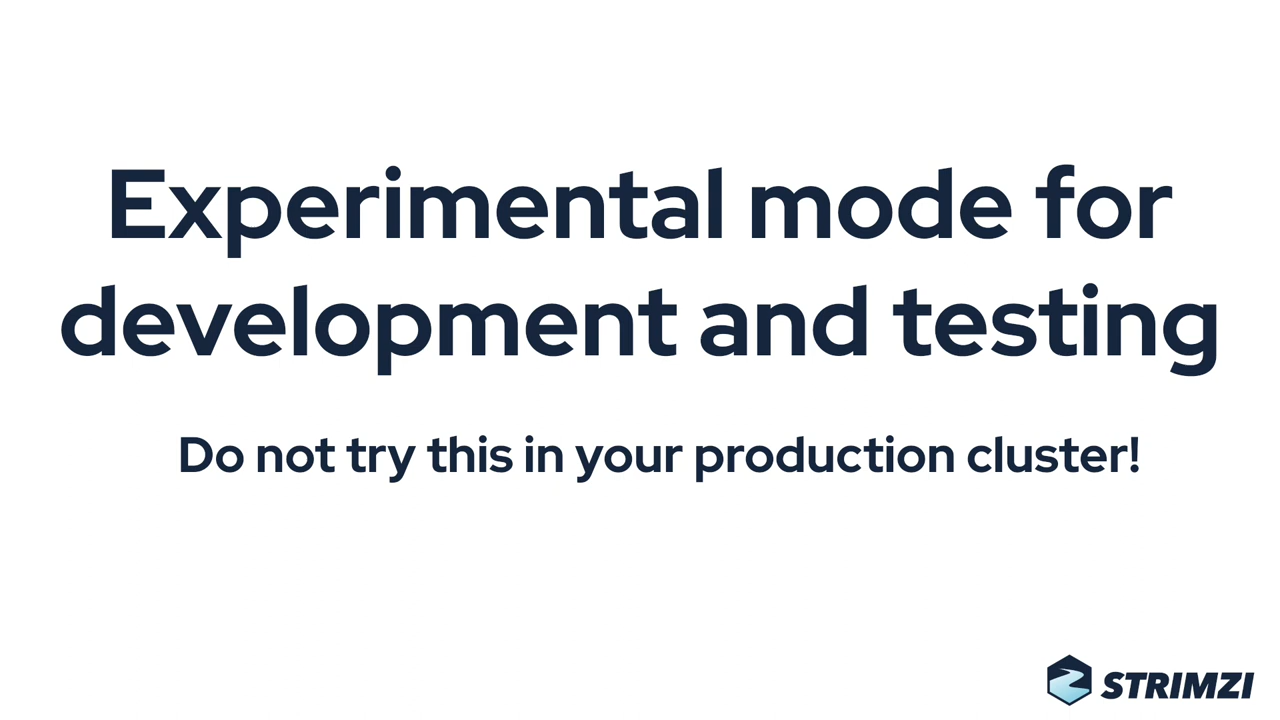 Experimental mode for
development and testing
Do not try this in your production cluster!
STRIMZI